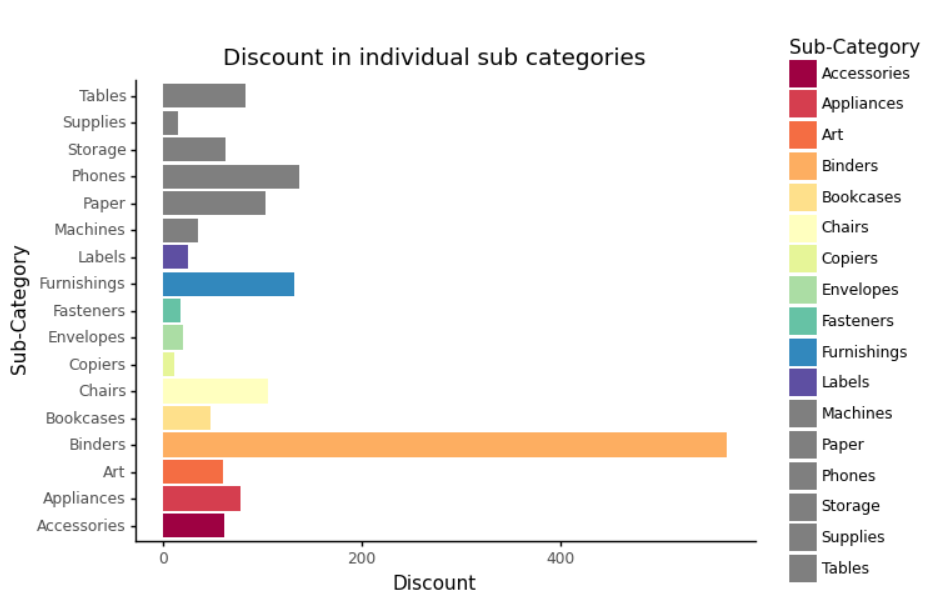 Discount in individual sub categories
Sub-Category
Tables
Supplies
Storage
Phones
Paper
Machines
Labels
Furnishings
Fasteners
Envelopes
Copiers
Chairs
Bookcases
Binders
Art
Appliances
Accessories
0 200 400
Discount
Sub-Category
Accessories
Appliances
Art
Binders
Bookcases
Chairs
Copiers
Envelopes
Fasteners
Furnishings
Labels
Machines
Paper
Phones
Storage
Supplies
Tables